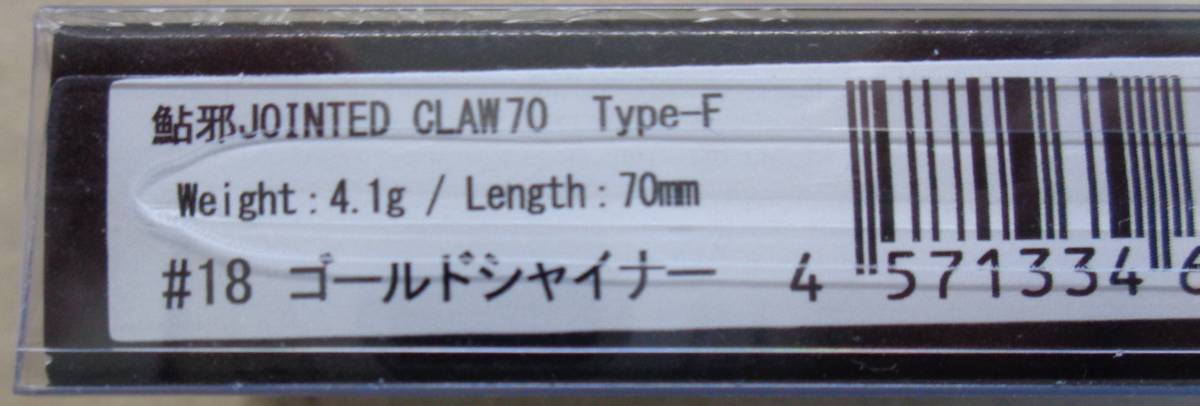 鮎邪JOINTED CLAW70 Type-F
Weight:4.1g / Length:70mm
#18 ゴールドシャイナー
4 571334 6